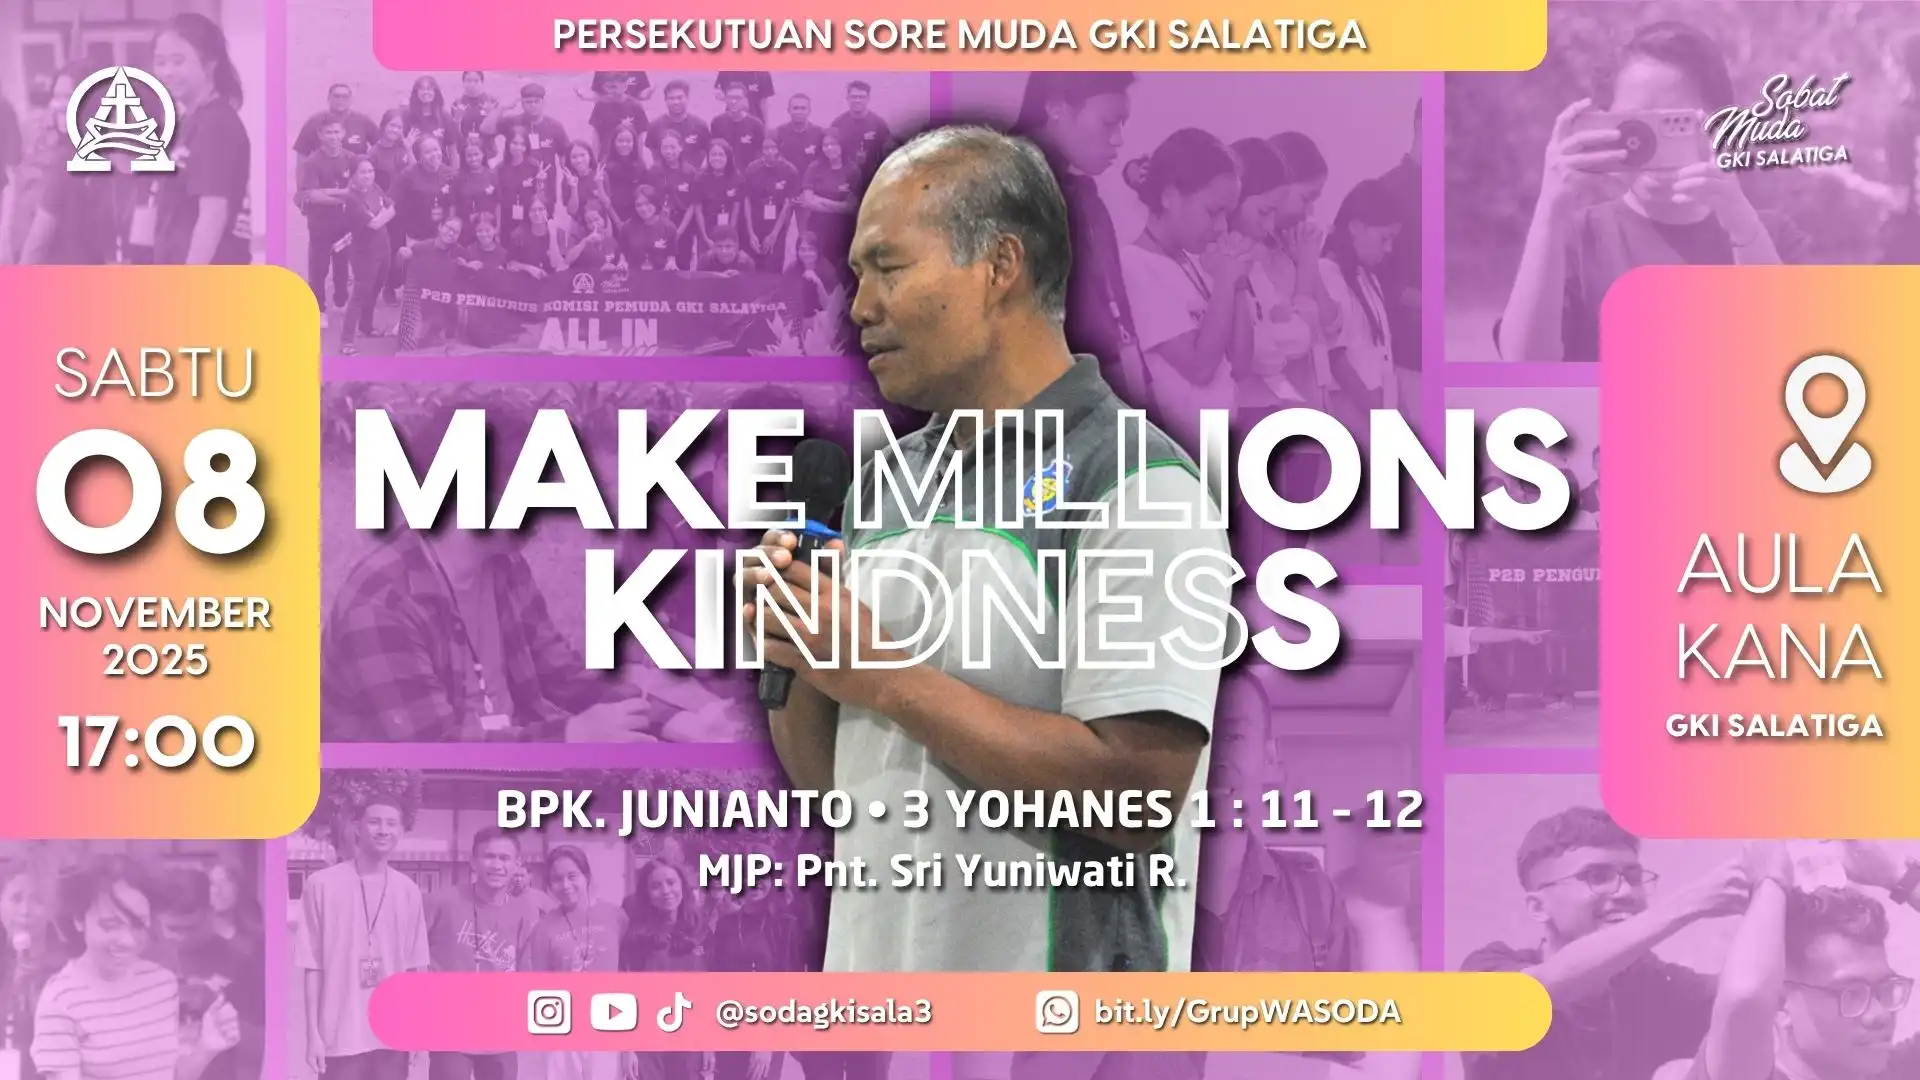 PERSEKUTUAN SORE MUDA GKI SALATIGA
Sobat
Muda
GKI SALATIGA
P2B PENGURUS KOMISI PEMUDA GKI SALATIGA
ALL IN
SABTU
08
NOVEMBER
2025
17:00
MAKE MILLIONS
KINDNESS
AULA
KANA
GKI SALATIGA
P2B PENGU
BPK. JUNIANTO • 3 YOHANES 1 : 11 - 12
MJP: Pnt. Sri Yuniwati R.
@sodagkisala3
bit.ly/GrupWASODA